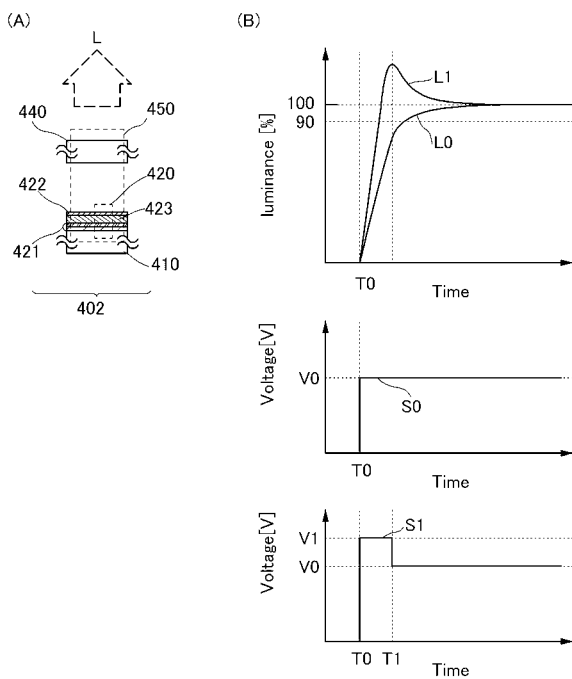 (A)
L
440
450
420
422
423
421
410
402
(B)
luminance [%]
100
90
L1
L0
T0
Time
Voltage[V]
V0
S0
T0
Time
Voltage[V]
V1
V0
S1
T0 T1
Time